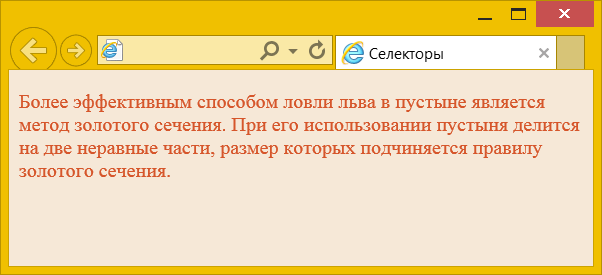 Селекторы
Более эффективным способом ловли льва в пустыне является
метод золотого сечения. При его использовании пустыня делится
на две неравные части, размер которых подчиняется правилу
золотого сечения.